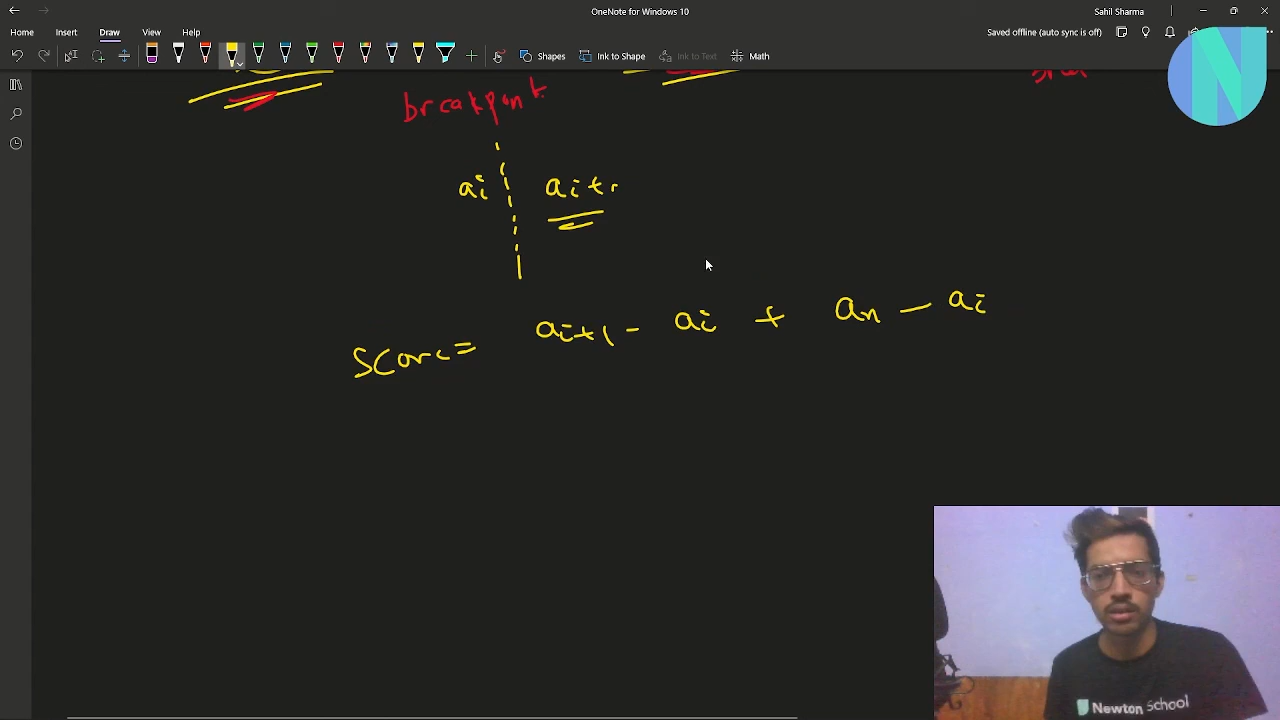 OneNote for Windows 10
Sahil Sharma
Home Insert Draw View Help
Saved offline (auto sync is off)
Shapes Ink to Shape Ink to Text Math
breakpont
ai ai+1
Score= ai+1 - ai + an - ai
Newton School